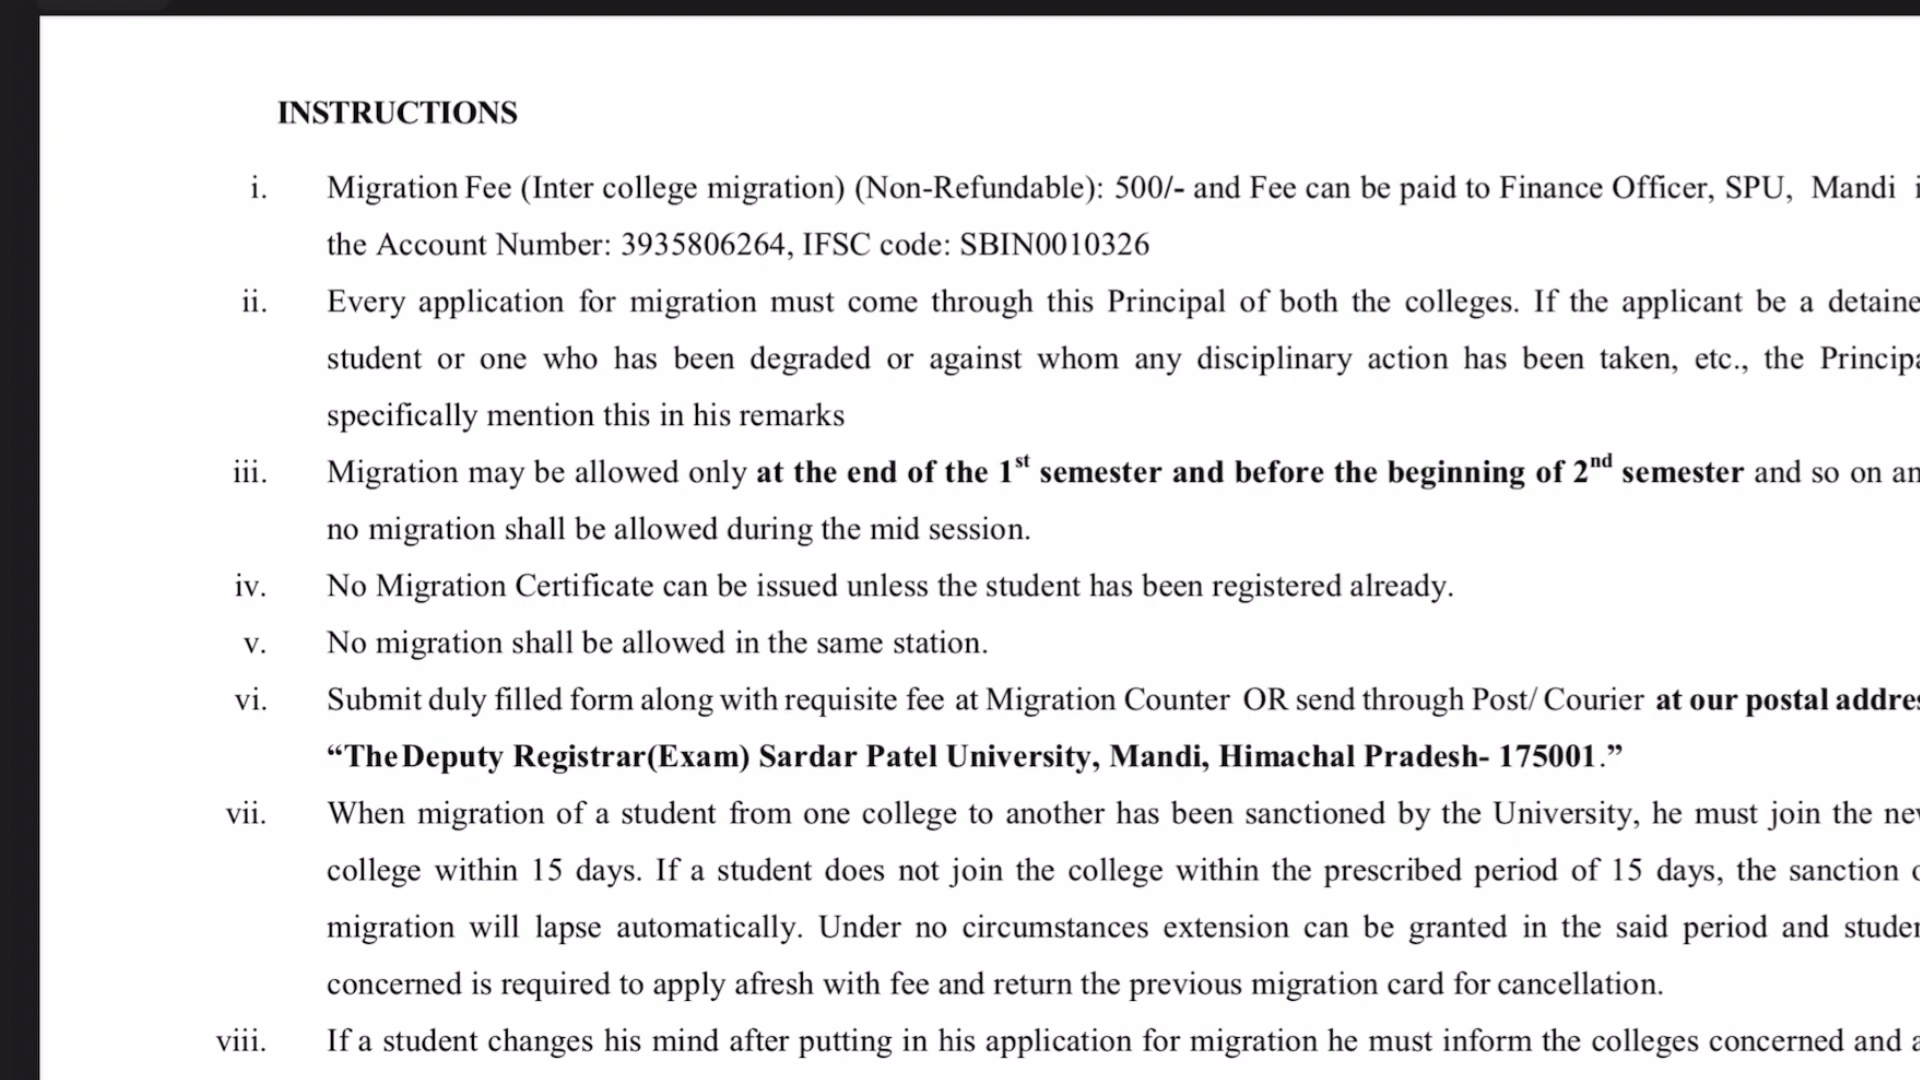 INSTRUCTIONS
i. Migration Fee (Inter college migration) (Non-Refundable): 500/- and Fee can be paid to Finance Officer, SPU, Mandi
the Account Number: 3935806264, IFSC code: SBIN0010326
ii. Every application for migration must come through this Principal of both the colleges. If the applicant be a detaine
student or one who has been degraded or against whom any disciplinary action has been taken, etc., the Principa
specifically mention this in his remarks
iii. Migration may be allowed only at the end of the 1st semester and before the beginning of 2nd semester and so on an
no migration shall be allowed during the mid session.
iv. No Migration Certificate can be issued unless the student has been registered already.
v. No migration shall be allowed in the same station.
vi. Submit duly filled form along with requisite fee at Migration Counter OR send through Post/ Courier at our postal addres
“The Deputy Registrar(Exam) Sardar Patel University, Mandi, Himachal Pradesh- 175001.”
vii. When migration of a student from one college to another has been sanctioned by the University, he must join the new
college within 15 days. If a student does not join the college within the prescribed period of 15 days, the sanction o
migration will lapse automatically. Under no circumstances extension can be granted in the said period and studen
concerned is required to apply afresh with fee and return the previous migration card for cancellation.
viii. If a student changes his mind after putting in his application for migration he must inform the colleges concerned and a